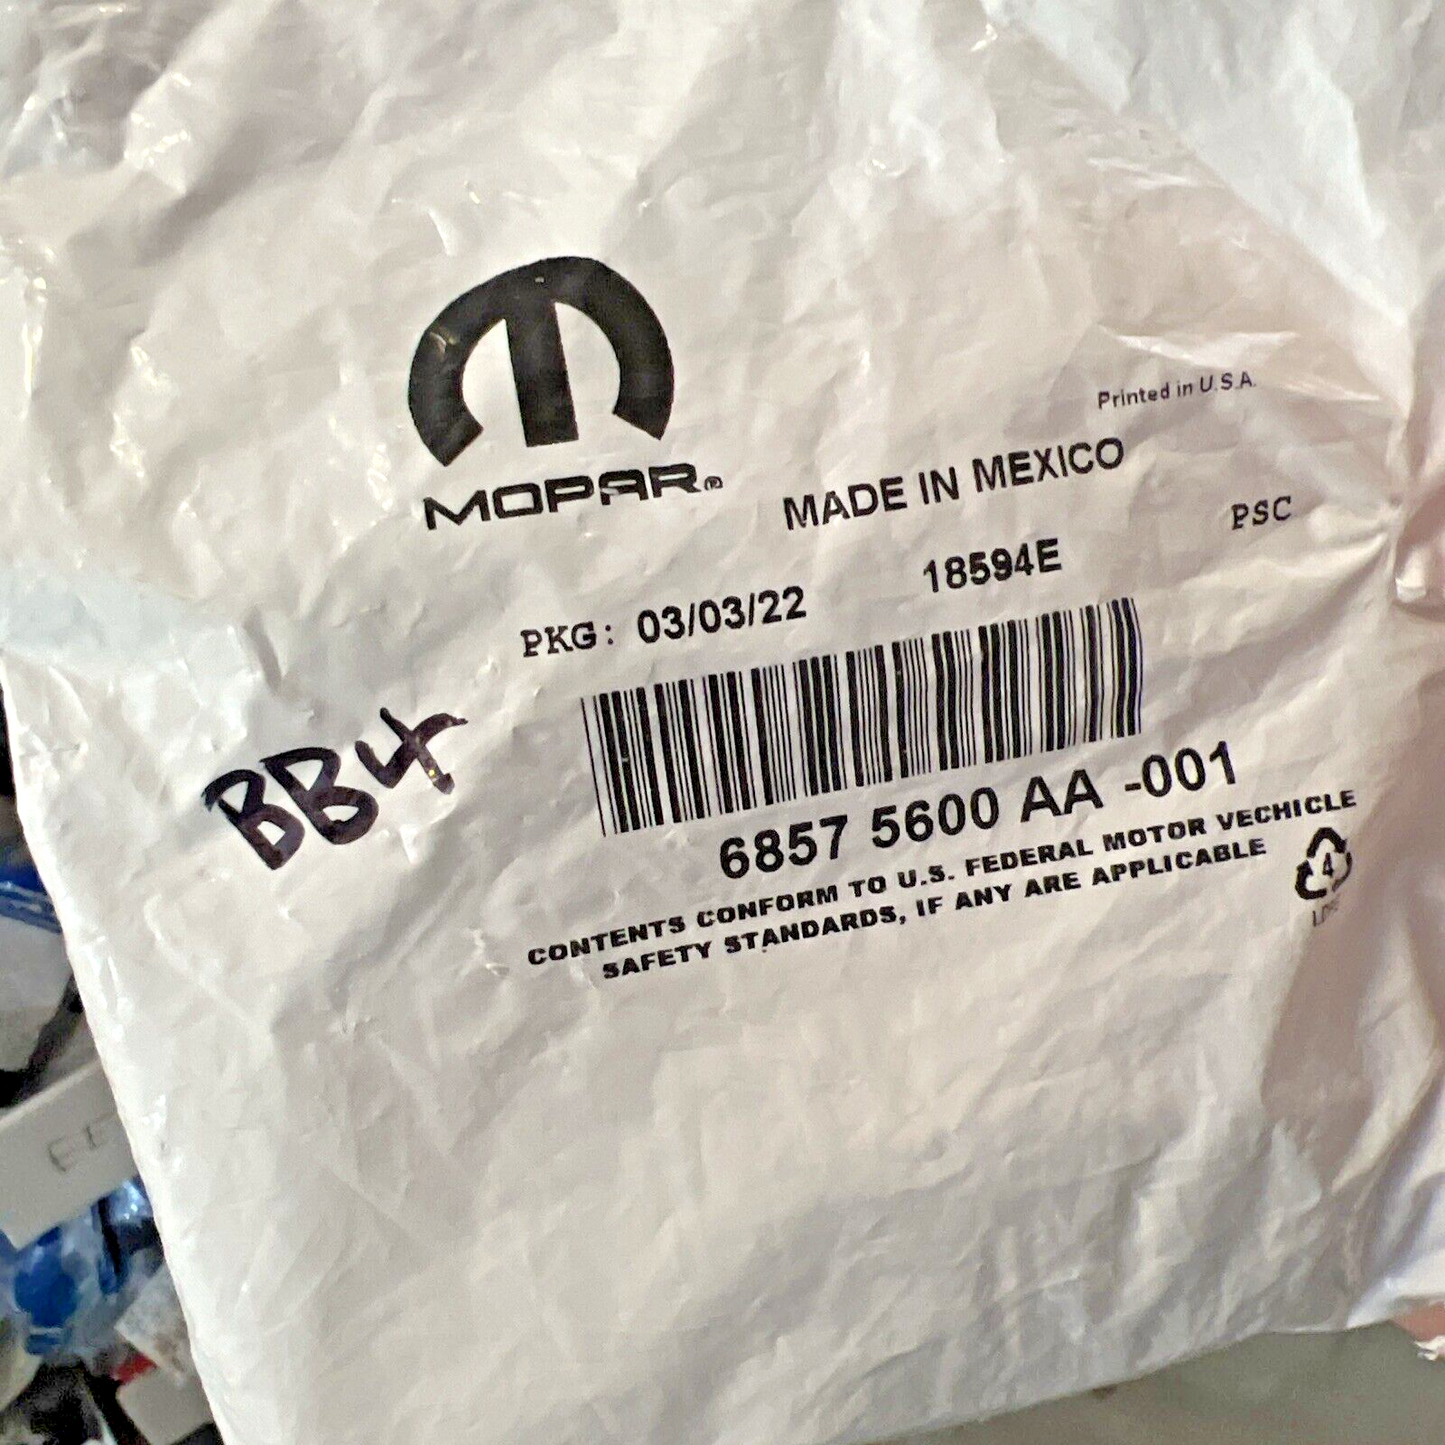 MOPAR®
Printed in U.S.A.
MADE IN MEXICO
PSC
18594E
PKG: 03/03/22
BB4
6857 5600 AA -001
CONTENTS CONFORM TO U.S. FEDERAL MOTOR VECHICLE
SAFETY STANDARDS, IF ANY ARE APPLICABLE
4